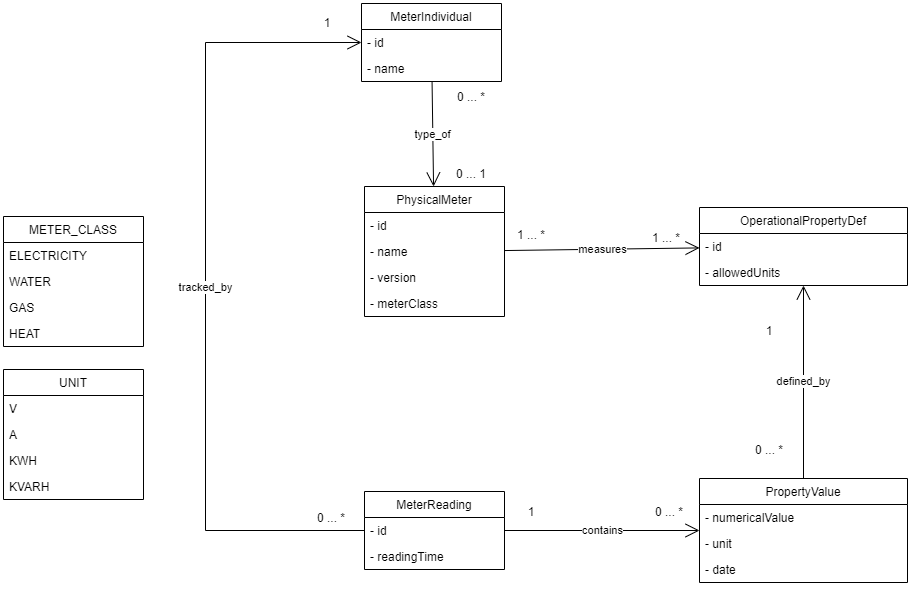 1
MeterIndividual
- id
- name
0 ... *
type_of
0 ... 1
PhysicalMeter
- id
- name
- version
- meterClass
1 ... *
measures
1 ... *
OperationalPropertyDef
- id
- allowedUnits
METER_CLASS
ELECTRICITY
WATER
GAS
HEAT
tracked_by
1
defined_by
0 ... *
UNIT
V
A
KWH
KVARH
0 ... *
MeterReading
- id
- readingTime
1
contains
0 ... *
PropertyValue
- numericalValue
- unit
- date